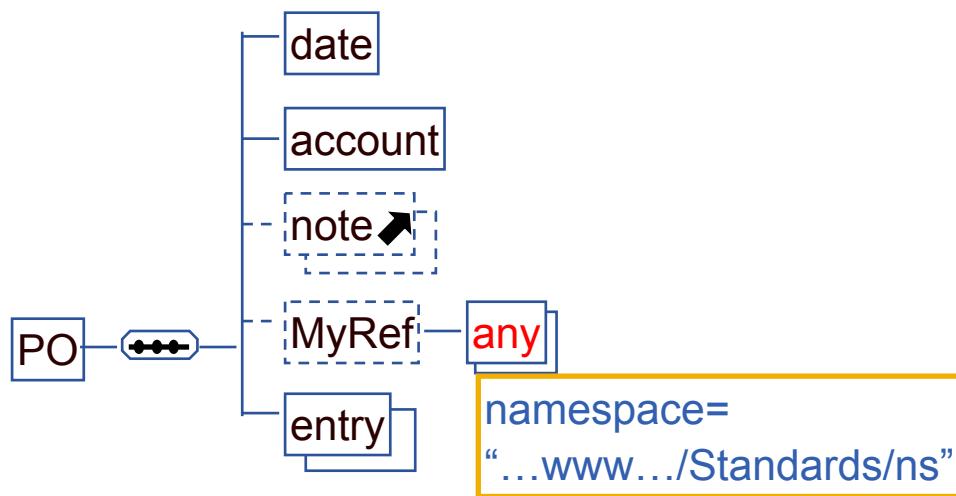 date
account
note
MyRef
any
PO
entry
namespace=
“…www…/Standards/ns”